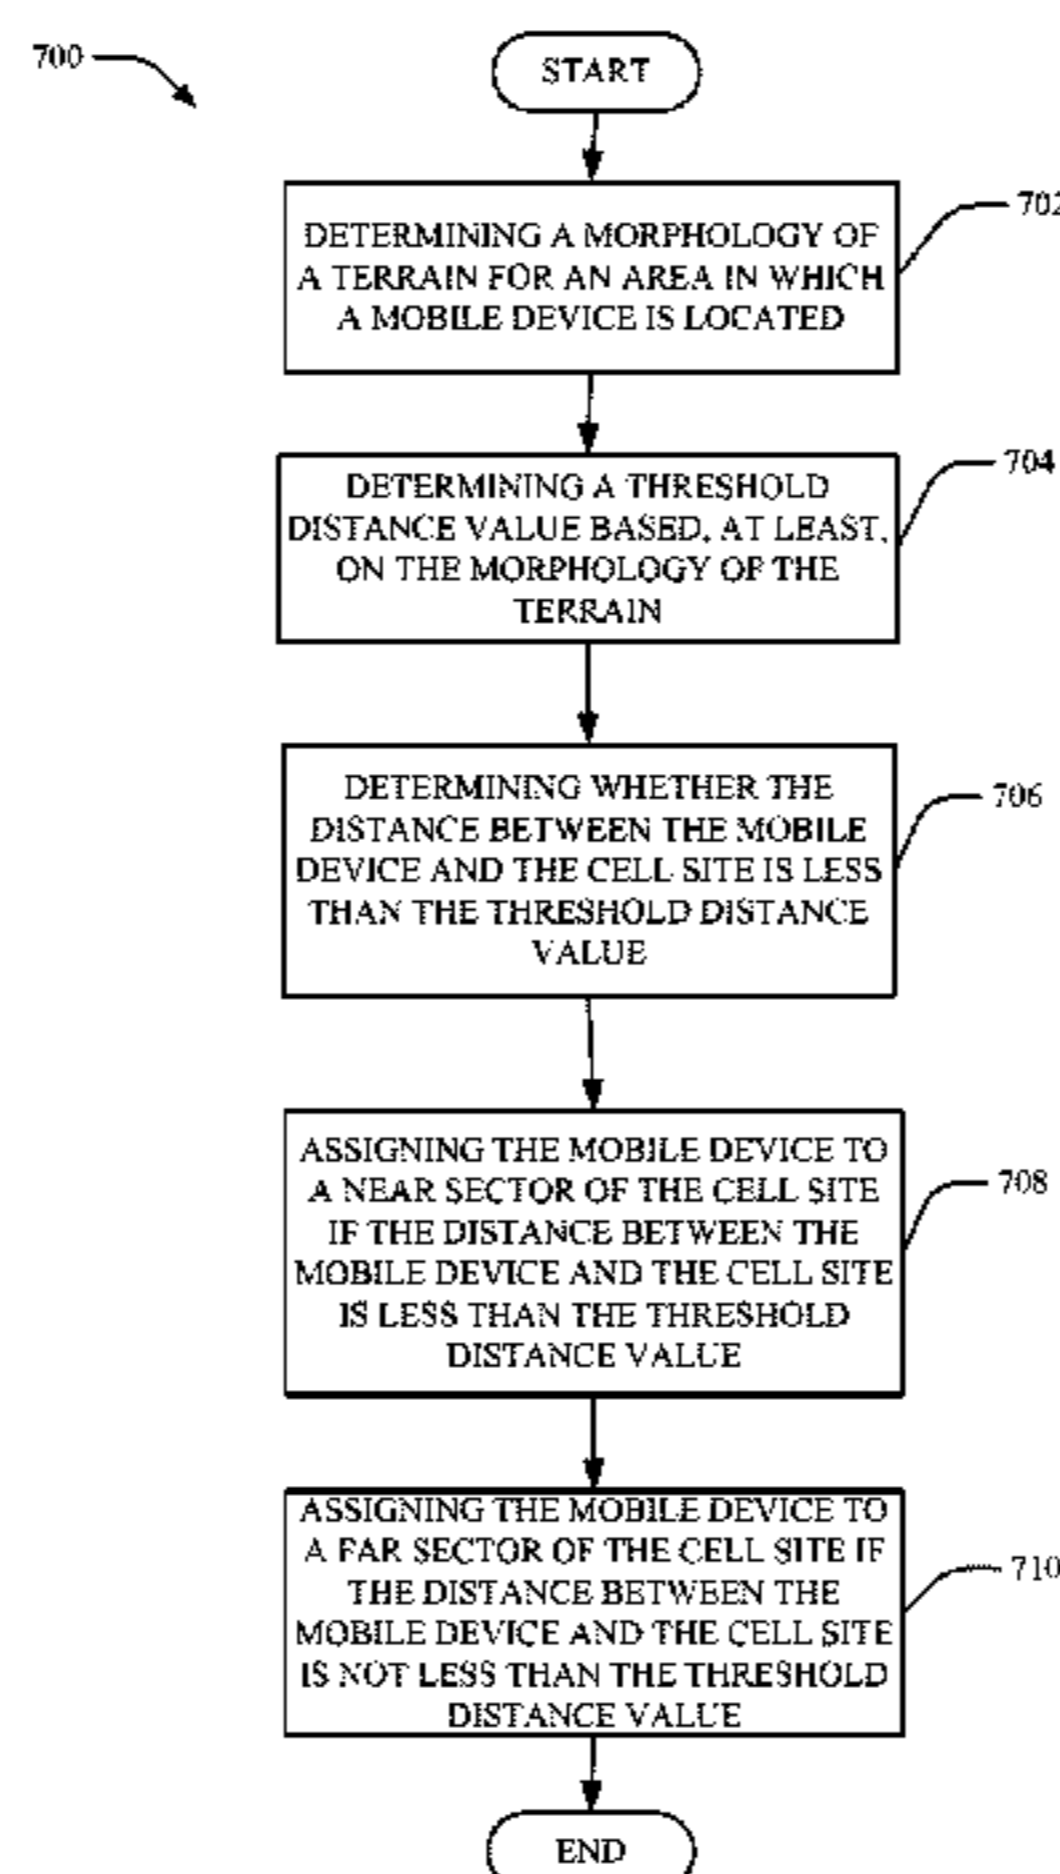 700
START
DETERMINING A MORPHOLOGY OF
A TERRAIN FOR AN AREA IN WHICH
A MOBILE DEVICE IS LOCATED
702
DETERMINING A THRESHOLD
DISTANCE VALUE BASED, AT LEAST,
ON THE MORPHOLOGY OF THE
TERRAIN
704
DETERMINING WHETHER THE
DISTANCE BETWEEN THE MOBILE
DEVICE AND THE CELL SITE IS LESS
THAN THE THRESHOLD DISTANCE
VALUE
706
ASSIGNING THE MOBILE DEVICE TO
A NEAR SECTOR OF THE CELL SITE
IF THE DISTANCE BETWEEN THE
MOBILE DEVICE AND THE CELL SITE
IS LESS THAN THE THRESHOLD
DISTANCE VALUE
708
ASSIGNING THE MOBILE DEVICE TO
A FAR SECTOR OF THE CELL SITE IF
THE DISTANCE BETWEEN THE
MOBILE DEVICE AND THE CELL SITE
IS NOT LESS THAN THE THRESHOLD
DISTANCE VALUE
710
END